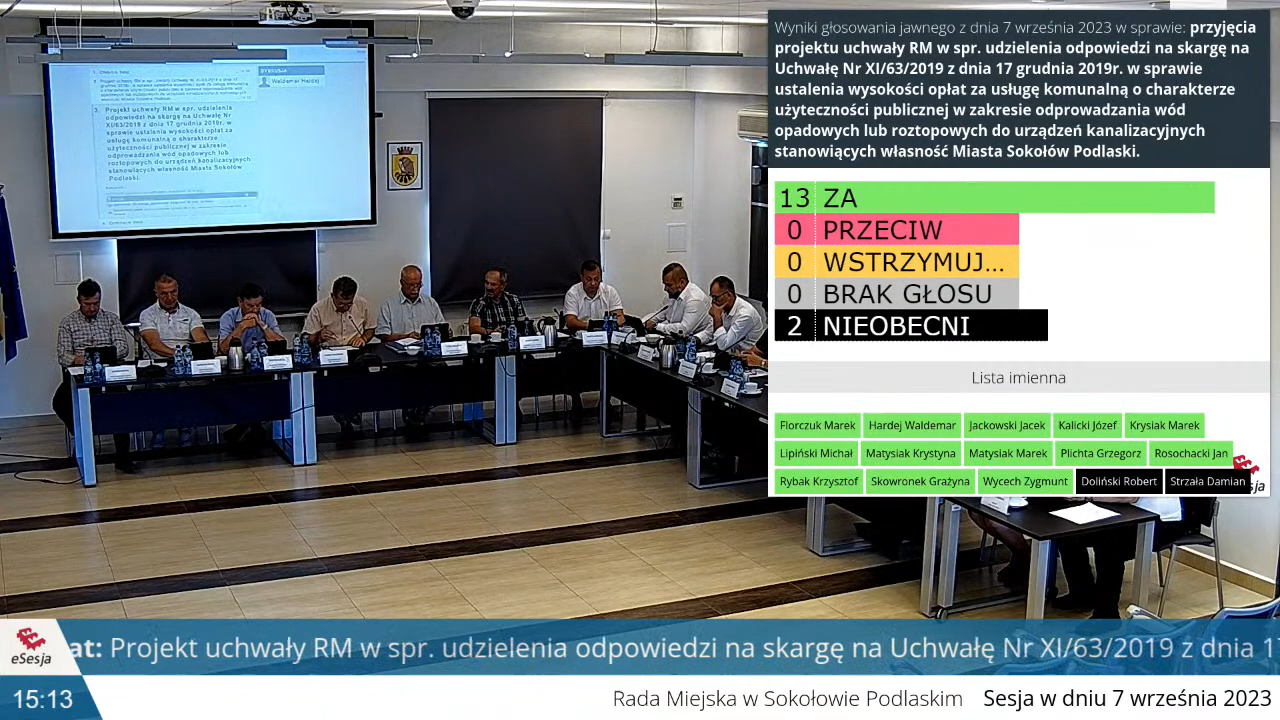 Wyniki głosowania jawnego z dnia 7 września 2023 w sprawie: przyjęcia
projektu uchwały RM w spr. udzielenia odpowiedzi na skargę na
Uchwałę Nr XI/63/2019 z dnia 17 grudnia 2019r. w sprawie
ustalenia wysokości opłat za usługę komunalną o charakterze
użyteczności publicznej w zakresie odprowadzania wód
opadowych lub roztopowych do urządzeń kanalizacyjnych
stanowiących własność Miasta Sokołów Podlaski.
13 ZA
0 PRZECIW
0 WSTRZYMUJ...
0 BRAK GŁOSU
2 NIEOBECNI
Lista imienna
Florczuk Marek Hardej Waldemar Jackowski Jacek Kalicki Józef Krysiak Marek
Lipiński Michał Matysiak Krystyna Matysiak Marek Plichta Grzegorz Rosochacki Jan
Rybak Krzysztof Skowronek Grażyna Wycech Zygmunt Doliński Robert Strzała Damian
DYSKUSJA
Waldemar Hardej
3. Projekt uchwały RM w spr. udzielenia
odpowiedzi na skargę na Uchwałę Nr
XI/63/2019 z dnia 17 grudnia 2019r. w
sprawie ustalenia wysokości opłat za
usługę komunalną o charakterze
użyteczności publicznej w zakresie
odprowadzania wód opadowych lub
roztopowych do urządzeń kanalizacyjnych
stanowiących własność Miasta Sokołów
Podlaski.
at: Projekt uchwały RM w spr. udzielenia odpowiedzi na skargę na Uchwałę Nr XI/63/2019 z dnia 1
eSesja
15:13
Rada Miejska w Sokołowie Podlaskim Sesja w dniu 7 września 2023